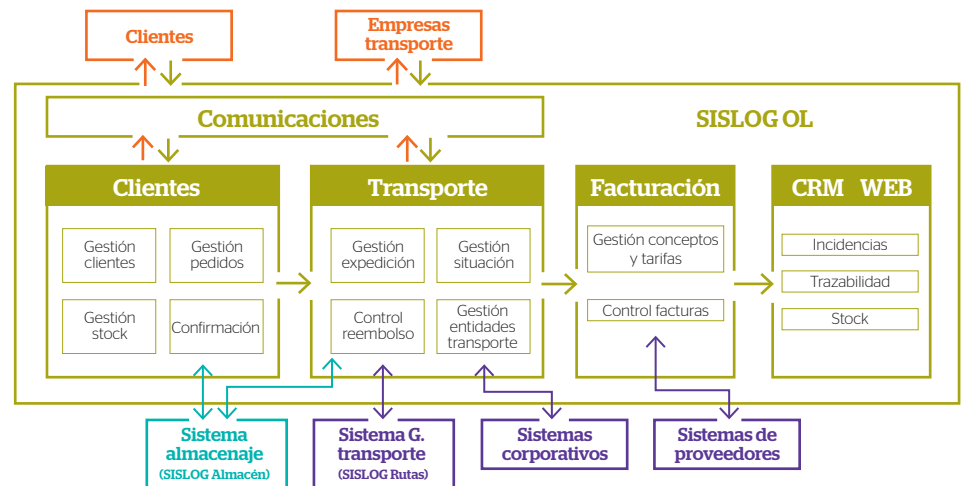 Clientes
Empresas
transporte
Comunicaciones
SISLOG OL
Clientes
Transporte
Facturación
CRM WEB
Gestión
clientes
Gestión
pedidos
Gestión
stock
Confirmación
Gestión
expedición
Gestión
situación
Control
reembolso
Gestión
entidades
transporte
Gestión conceptos
y tarifas
Control facturas
Incidencias
Trazabilidad
Stock
Sistema
almacenaje
(SISLOG Almacén)
Sistema G.
transporte
(SISLOG Rutas)
Sistemas
corporativos
Sistemas de
proveedores